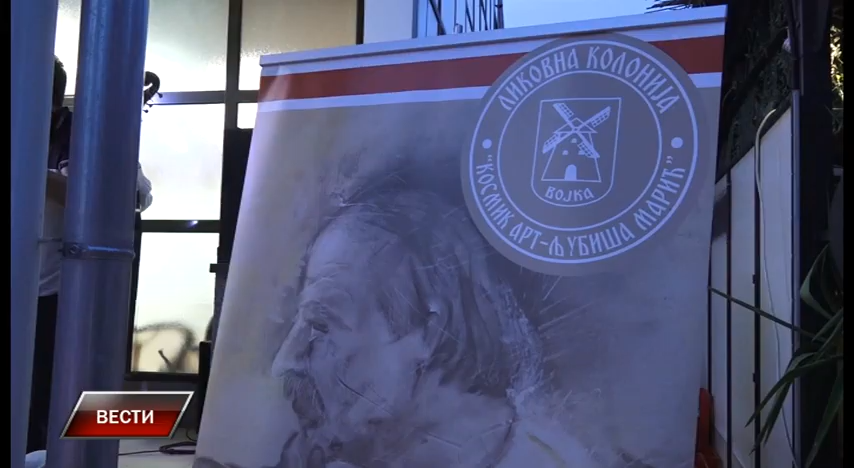 ЛИКОВНА КОЛОНИЈА
ВОЈКА
"КОСМИК АРТ-ЉУБИША МАРИЋ"
ВЕСТИ